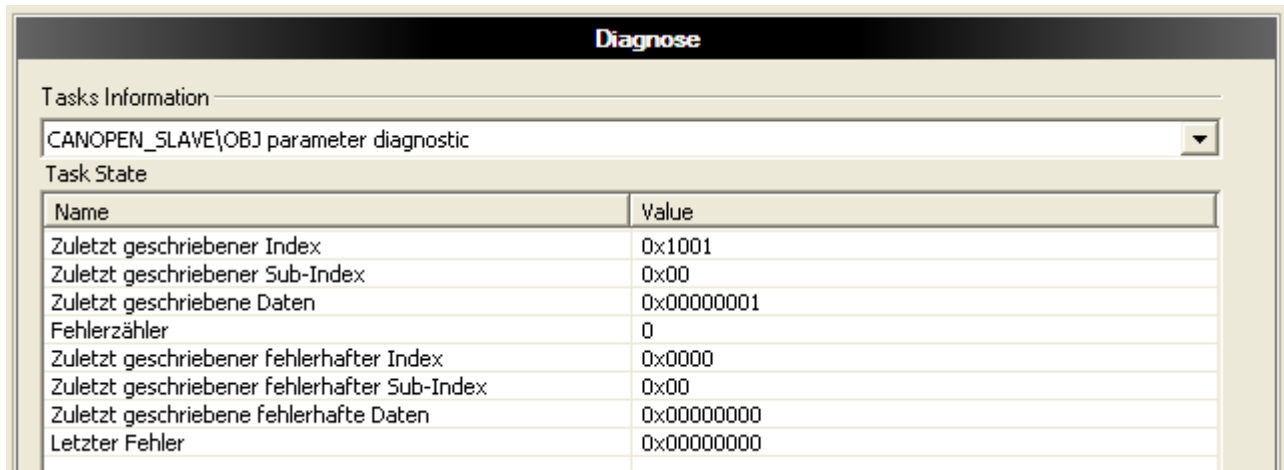 Diagnose
Tasks Information
CANOPEN_SLAVE\OBJ parameter diagnostic
Task State
Name Value
Zuletzt geschriebener Index 0x1001
Zuletzt geschriebener Sub-Index 0x00
Zuletzt geschriebene Daten 0x00000001
Fehlerzähler 0
Zuletzt geschriebener fehlerhafter Index 0x0000
Zuletzt geschriebener fehlerhafter Sub-Index 0x00
Zuletzt geschriebene fehlerhafte Daten 0x00000000
Letzter Fehler 0x00000000